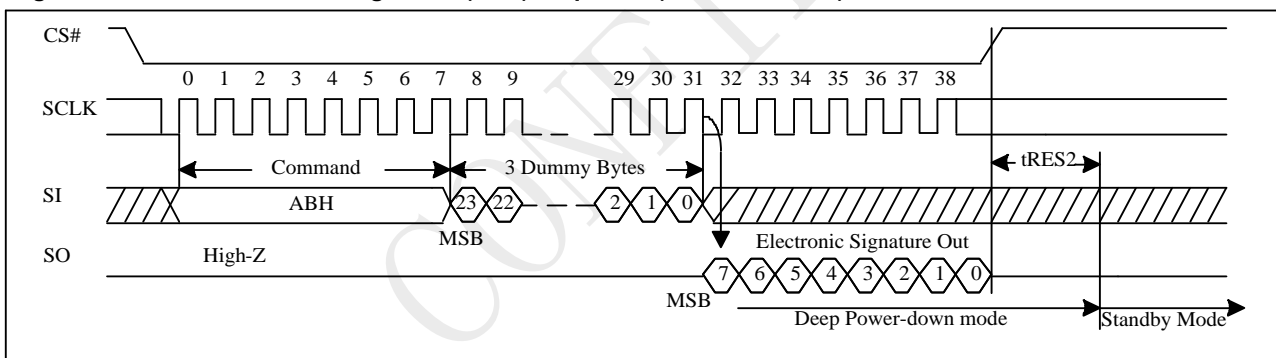 CS#
0 1 2 3 4 5 6 7 8 9 29 30 31 32 33 34 35 36 37 38
SCLK
Command 3 Dummy Bytes tRES2
SI ABH 23 22 2 1 0
MSB
SO High-Z Electronic Signature Out
7 6 5 4 3 2 1 0
MSB
Deep Power-down mode Standby Mode